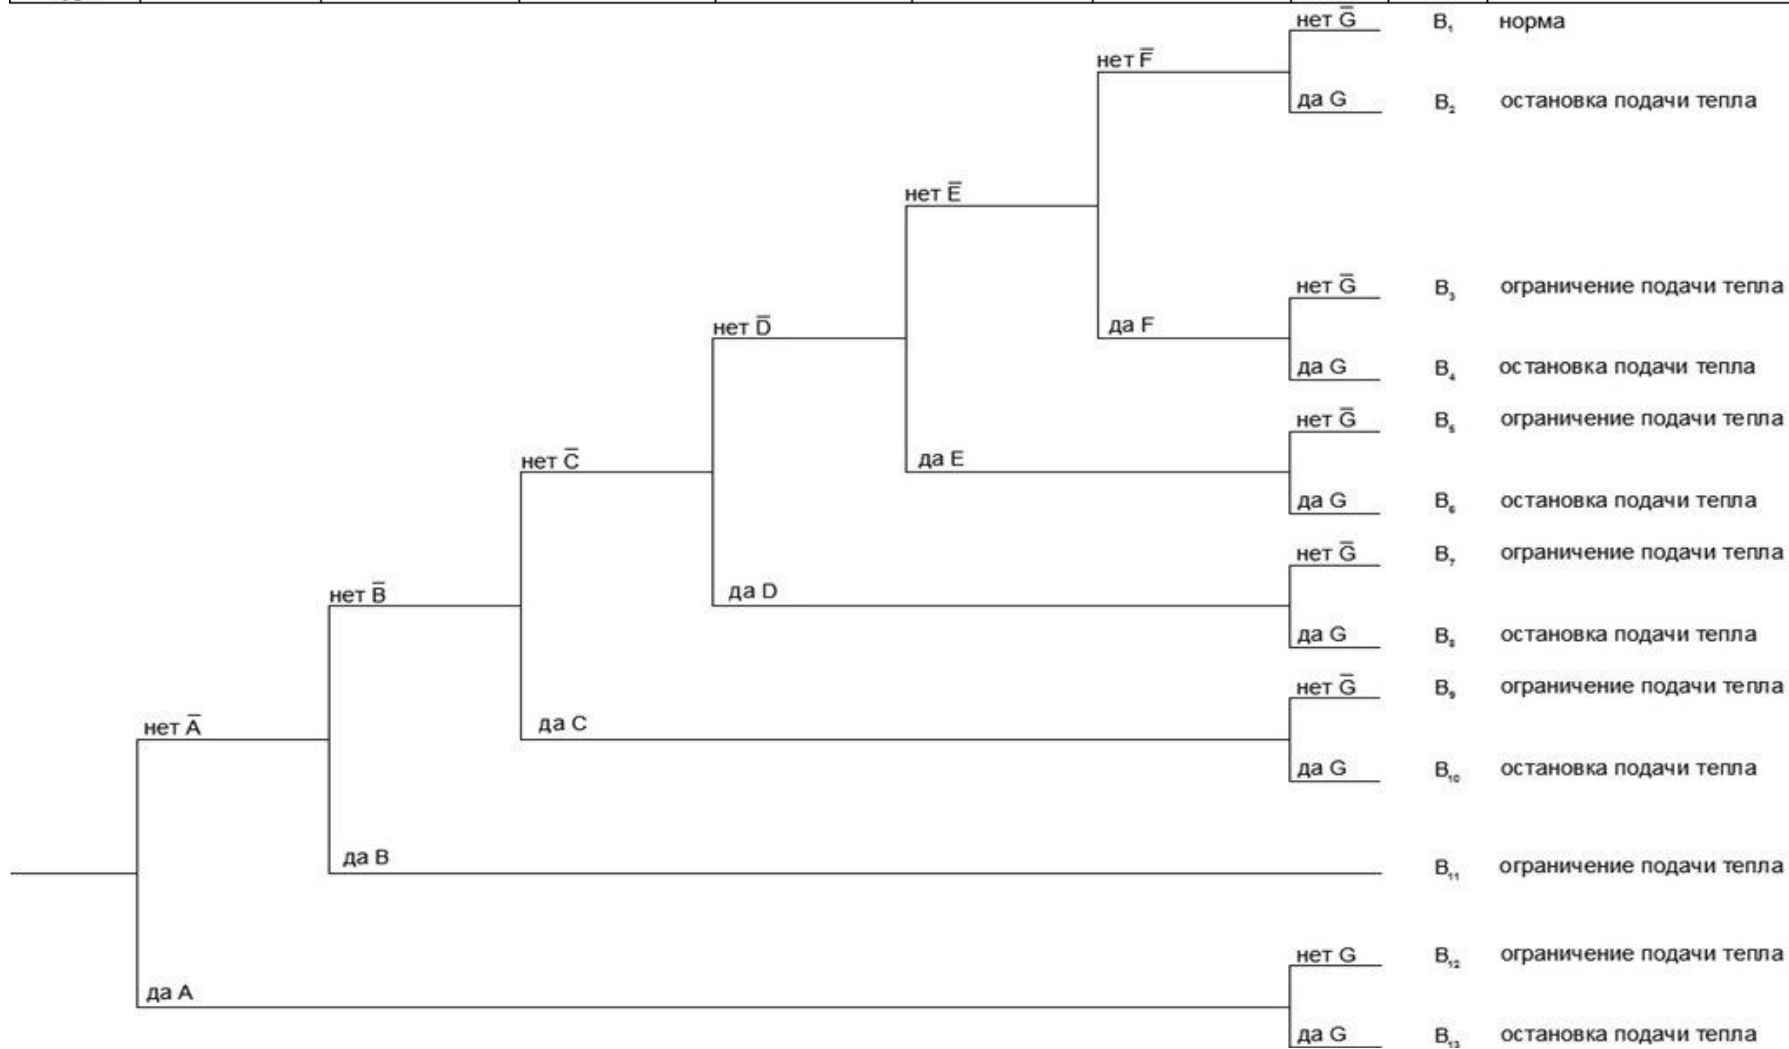 нет G̅ B₁ норма
нет F̅
да G B₂ остановка подачи тепла
нет E̅
нет G̅ B₃ ограничение подачи тепла
нет D̅ да F
да G B₄ остановка подачи тепла
нет G̅ B₅ ограничение подачи тепла
нет C̅ да E
да G B₆ остановка подачи тепла
нет G̅ B₇ ограничение подачи тепла
нет B̅ да D
да G B₈ остановка подачи тепла
нет G̅ B₉ ограничение подачи тепла
нет A̅ да C
да G B₁₀ остановка подачи тепла
да B B₁₁ ограничение подачи тепла
нет G B₁₂ ограничение подачи тепла
да A
да G B₁₃ остановка подачи тепла